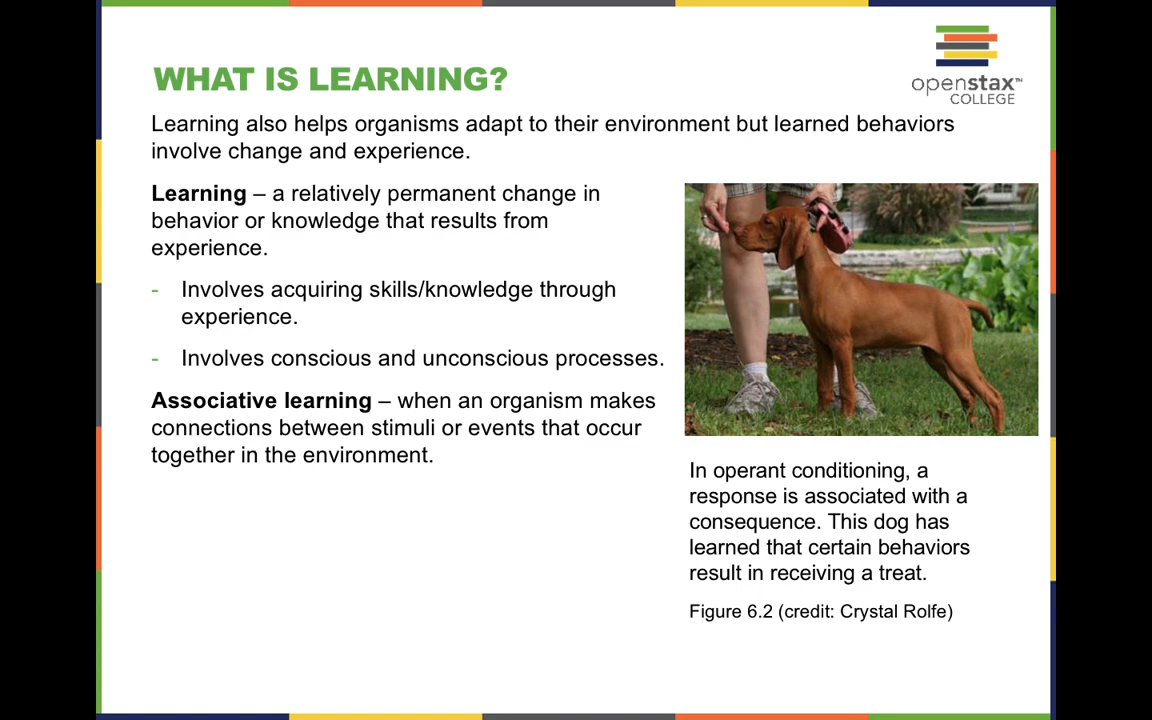 WHAT IS LEARNING?
openstax™
COLLEGE
Learning also helps organisms adapt to their environment but learned behaviors
involve change and experience.
Learning – a relatively permanent change in
behavior or knowledge that results from
experience.
- Involves acquiring skills/knowledge through
experience.
- Involves conscious and unconscious processes.
Associative learning – when an organism makes
connections between stimuli or events that occur
together in the environment.
In operant conditioning, a
response is associated with a
consequence. This dog has
learned that certain behaviors
result in receiving a treat.
Figure 6.2 (credit: Crystal Rolfe)